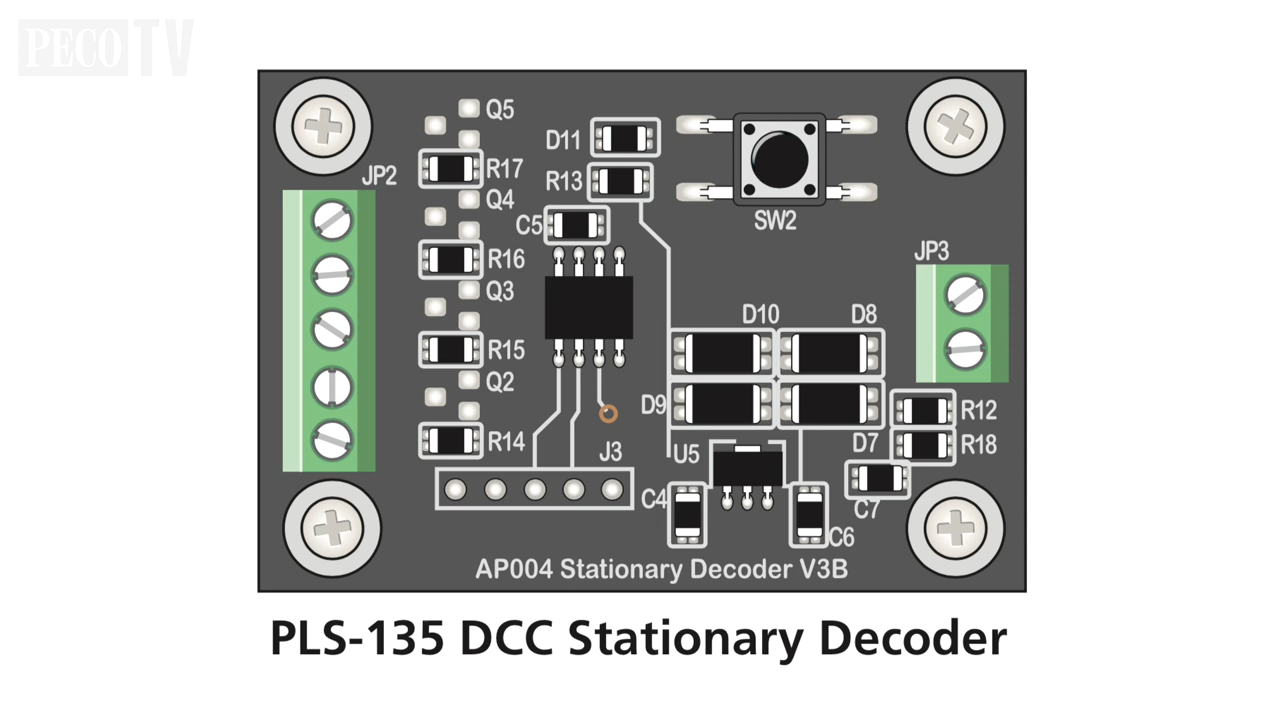 PECO TV
Q5
D11
R17
JP2
R13
Q4
C5
SW2
R16
JP3
Q3
D10
D8
R15
Q2
D9
R12
R14
J3
U5
D7
R18
C4
C7
C6
AP004 Stationary Decoder V3B
PLS-135 DCC Stationary Decoder